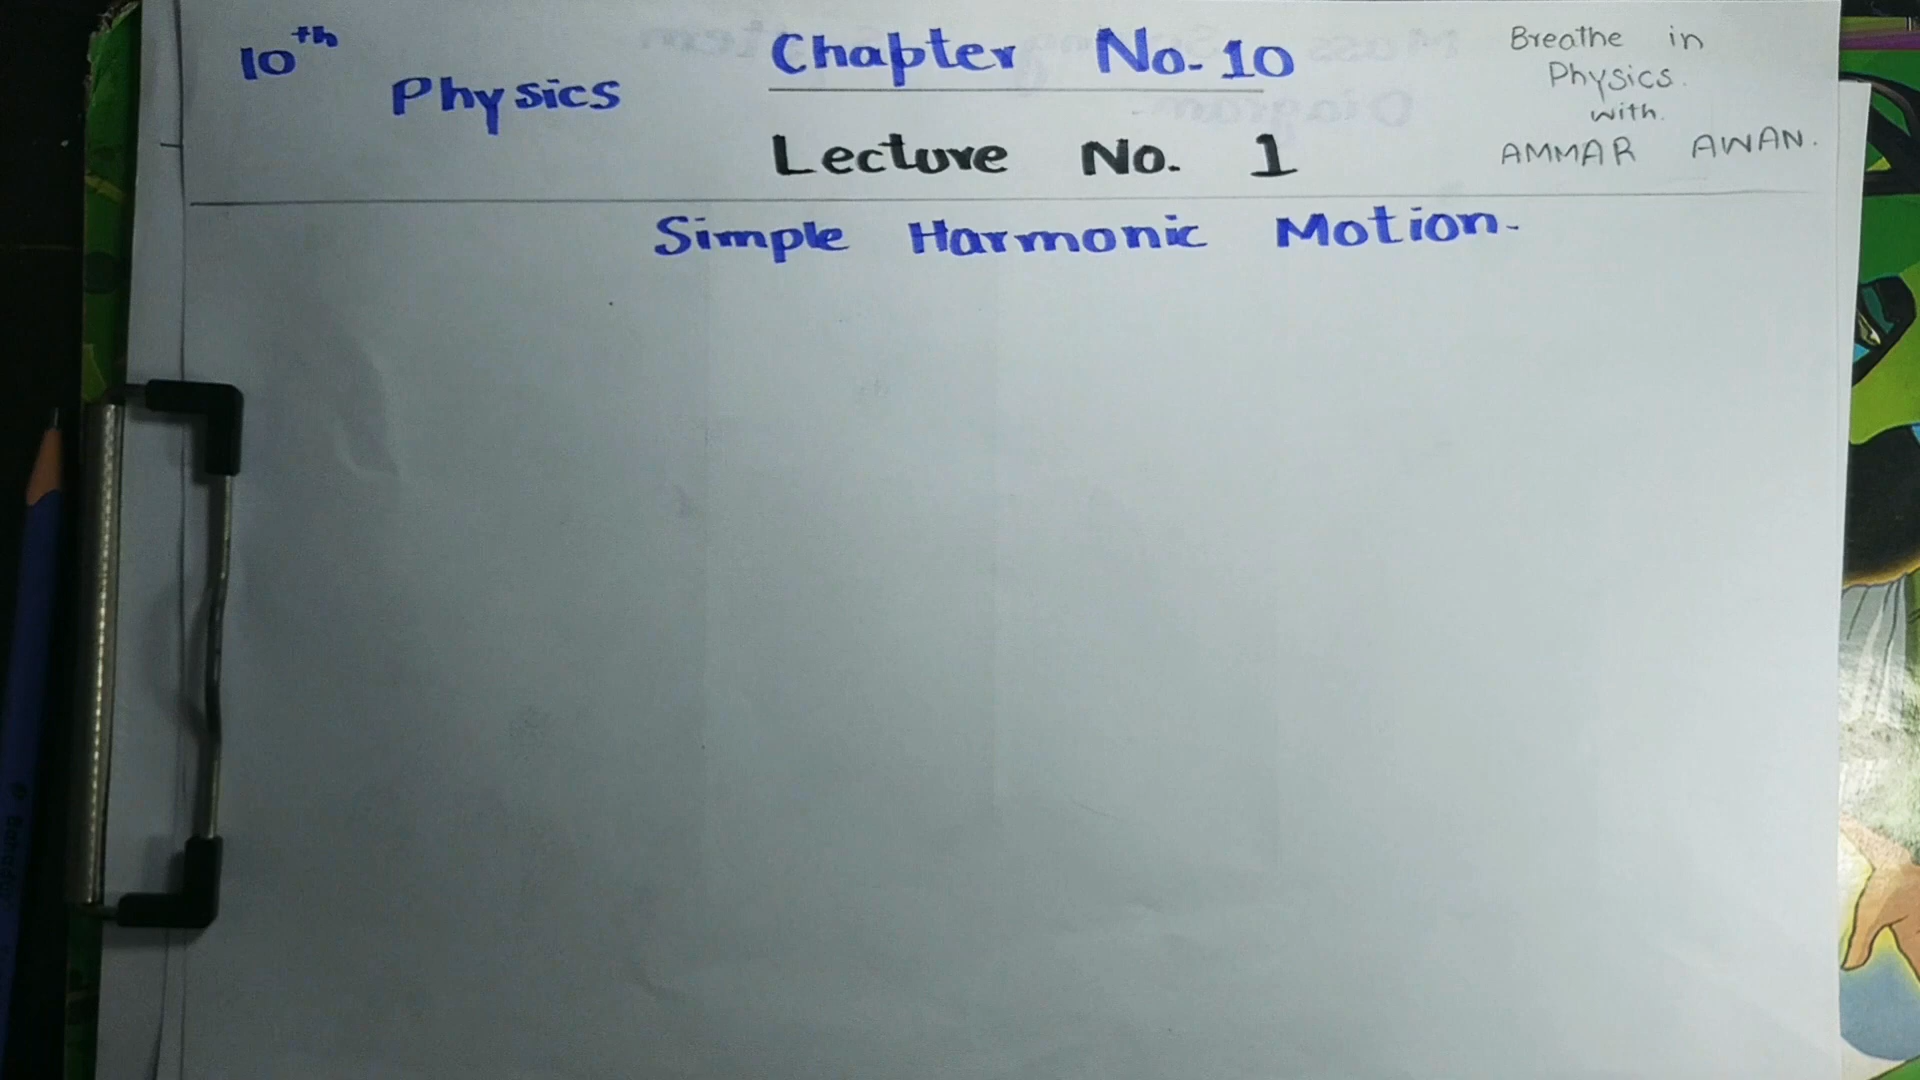 10th
Physics
Chapter No. 10
Lecture No. 1
Breathe in
Physics.
with.
AMMAR AWAN.
Simple Harmonic Motion.